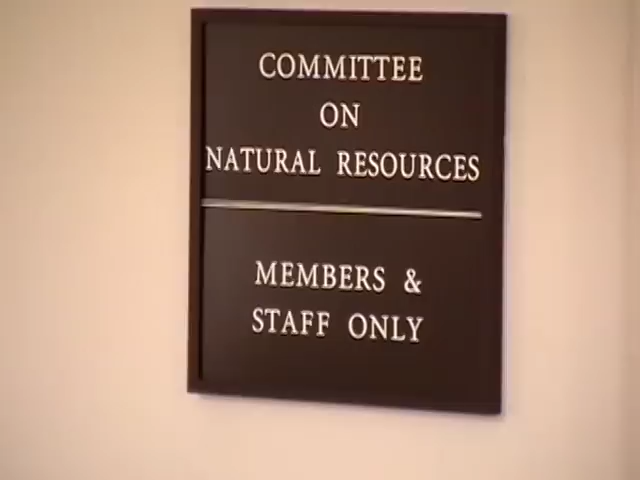 COMMITTEE
ON
NATURAL RESOURCES
MEMBERS &
STAFF ONLY